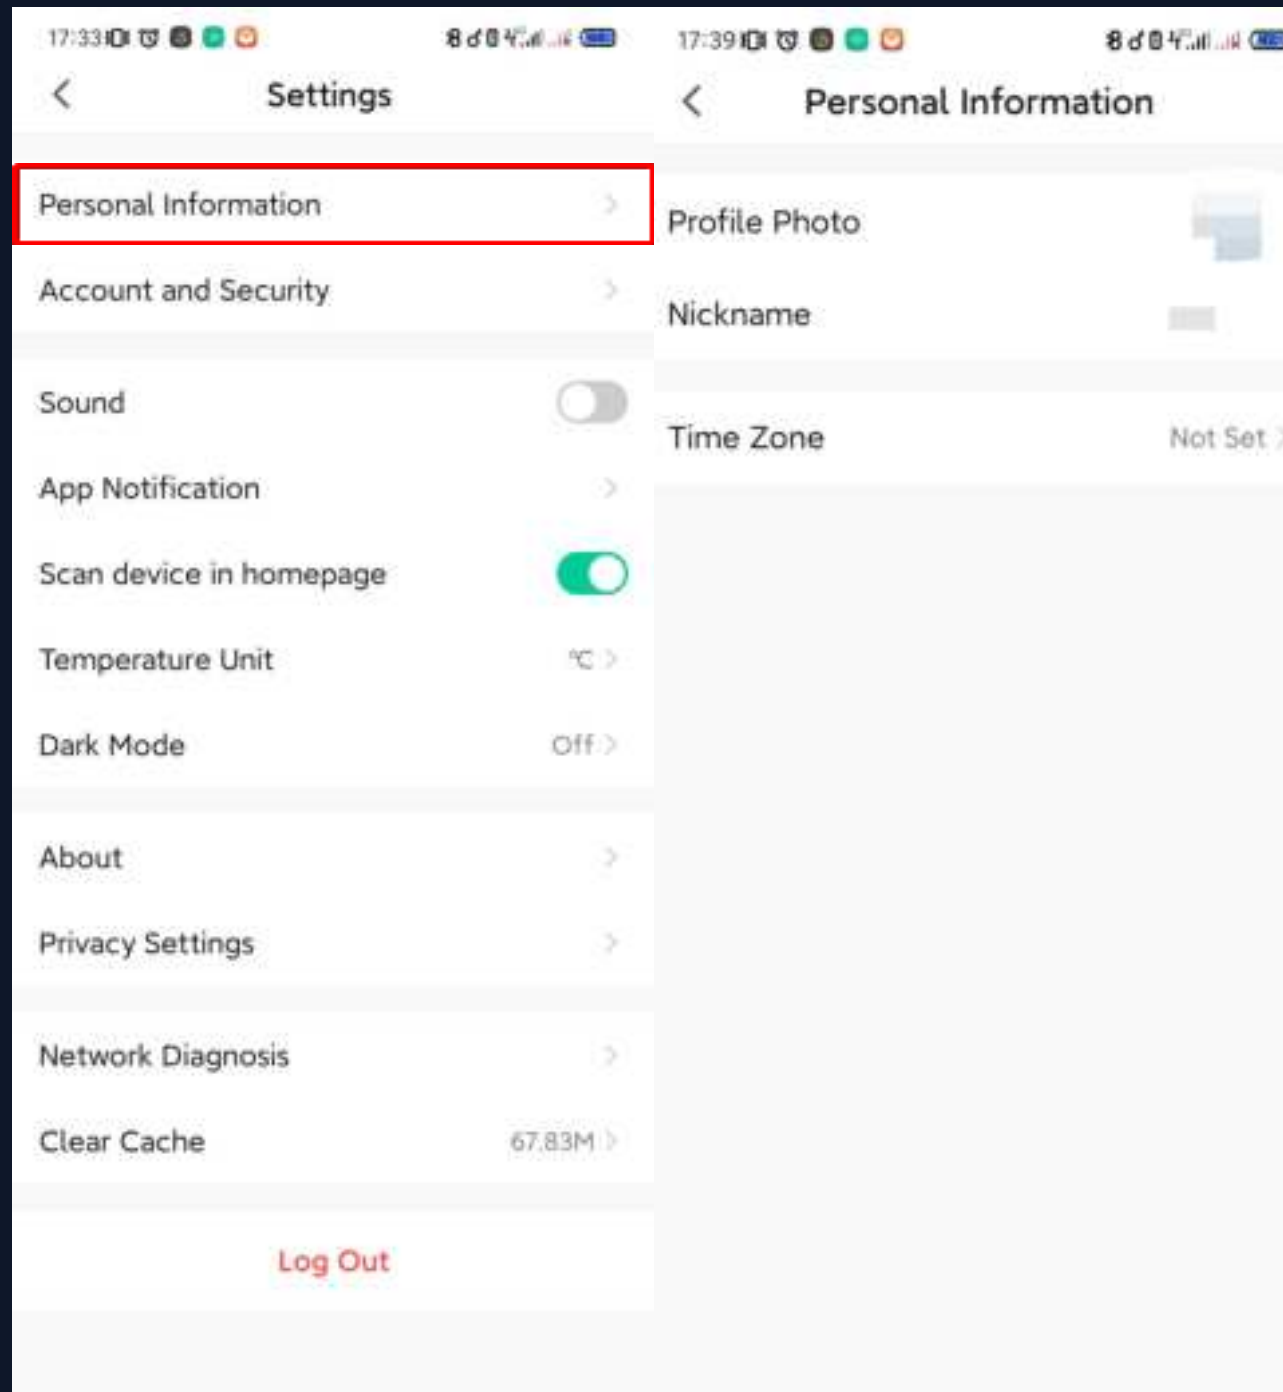 17:33
Settings
Personal Information
Account and Security
Sound
App Notification
Scan device in homepage
Temperature Unit ℃
Dark Mode Off
About
Privacy Settings
Network Diagnosis
Clear Cache 67.83M
Log Out
17:39
Personal Information
Profile Photo
Nickname
Time Zone Not Set